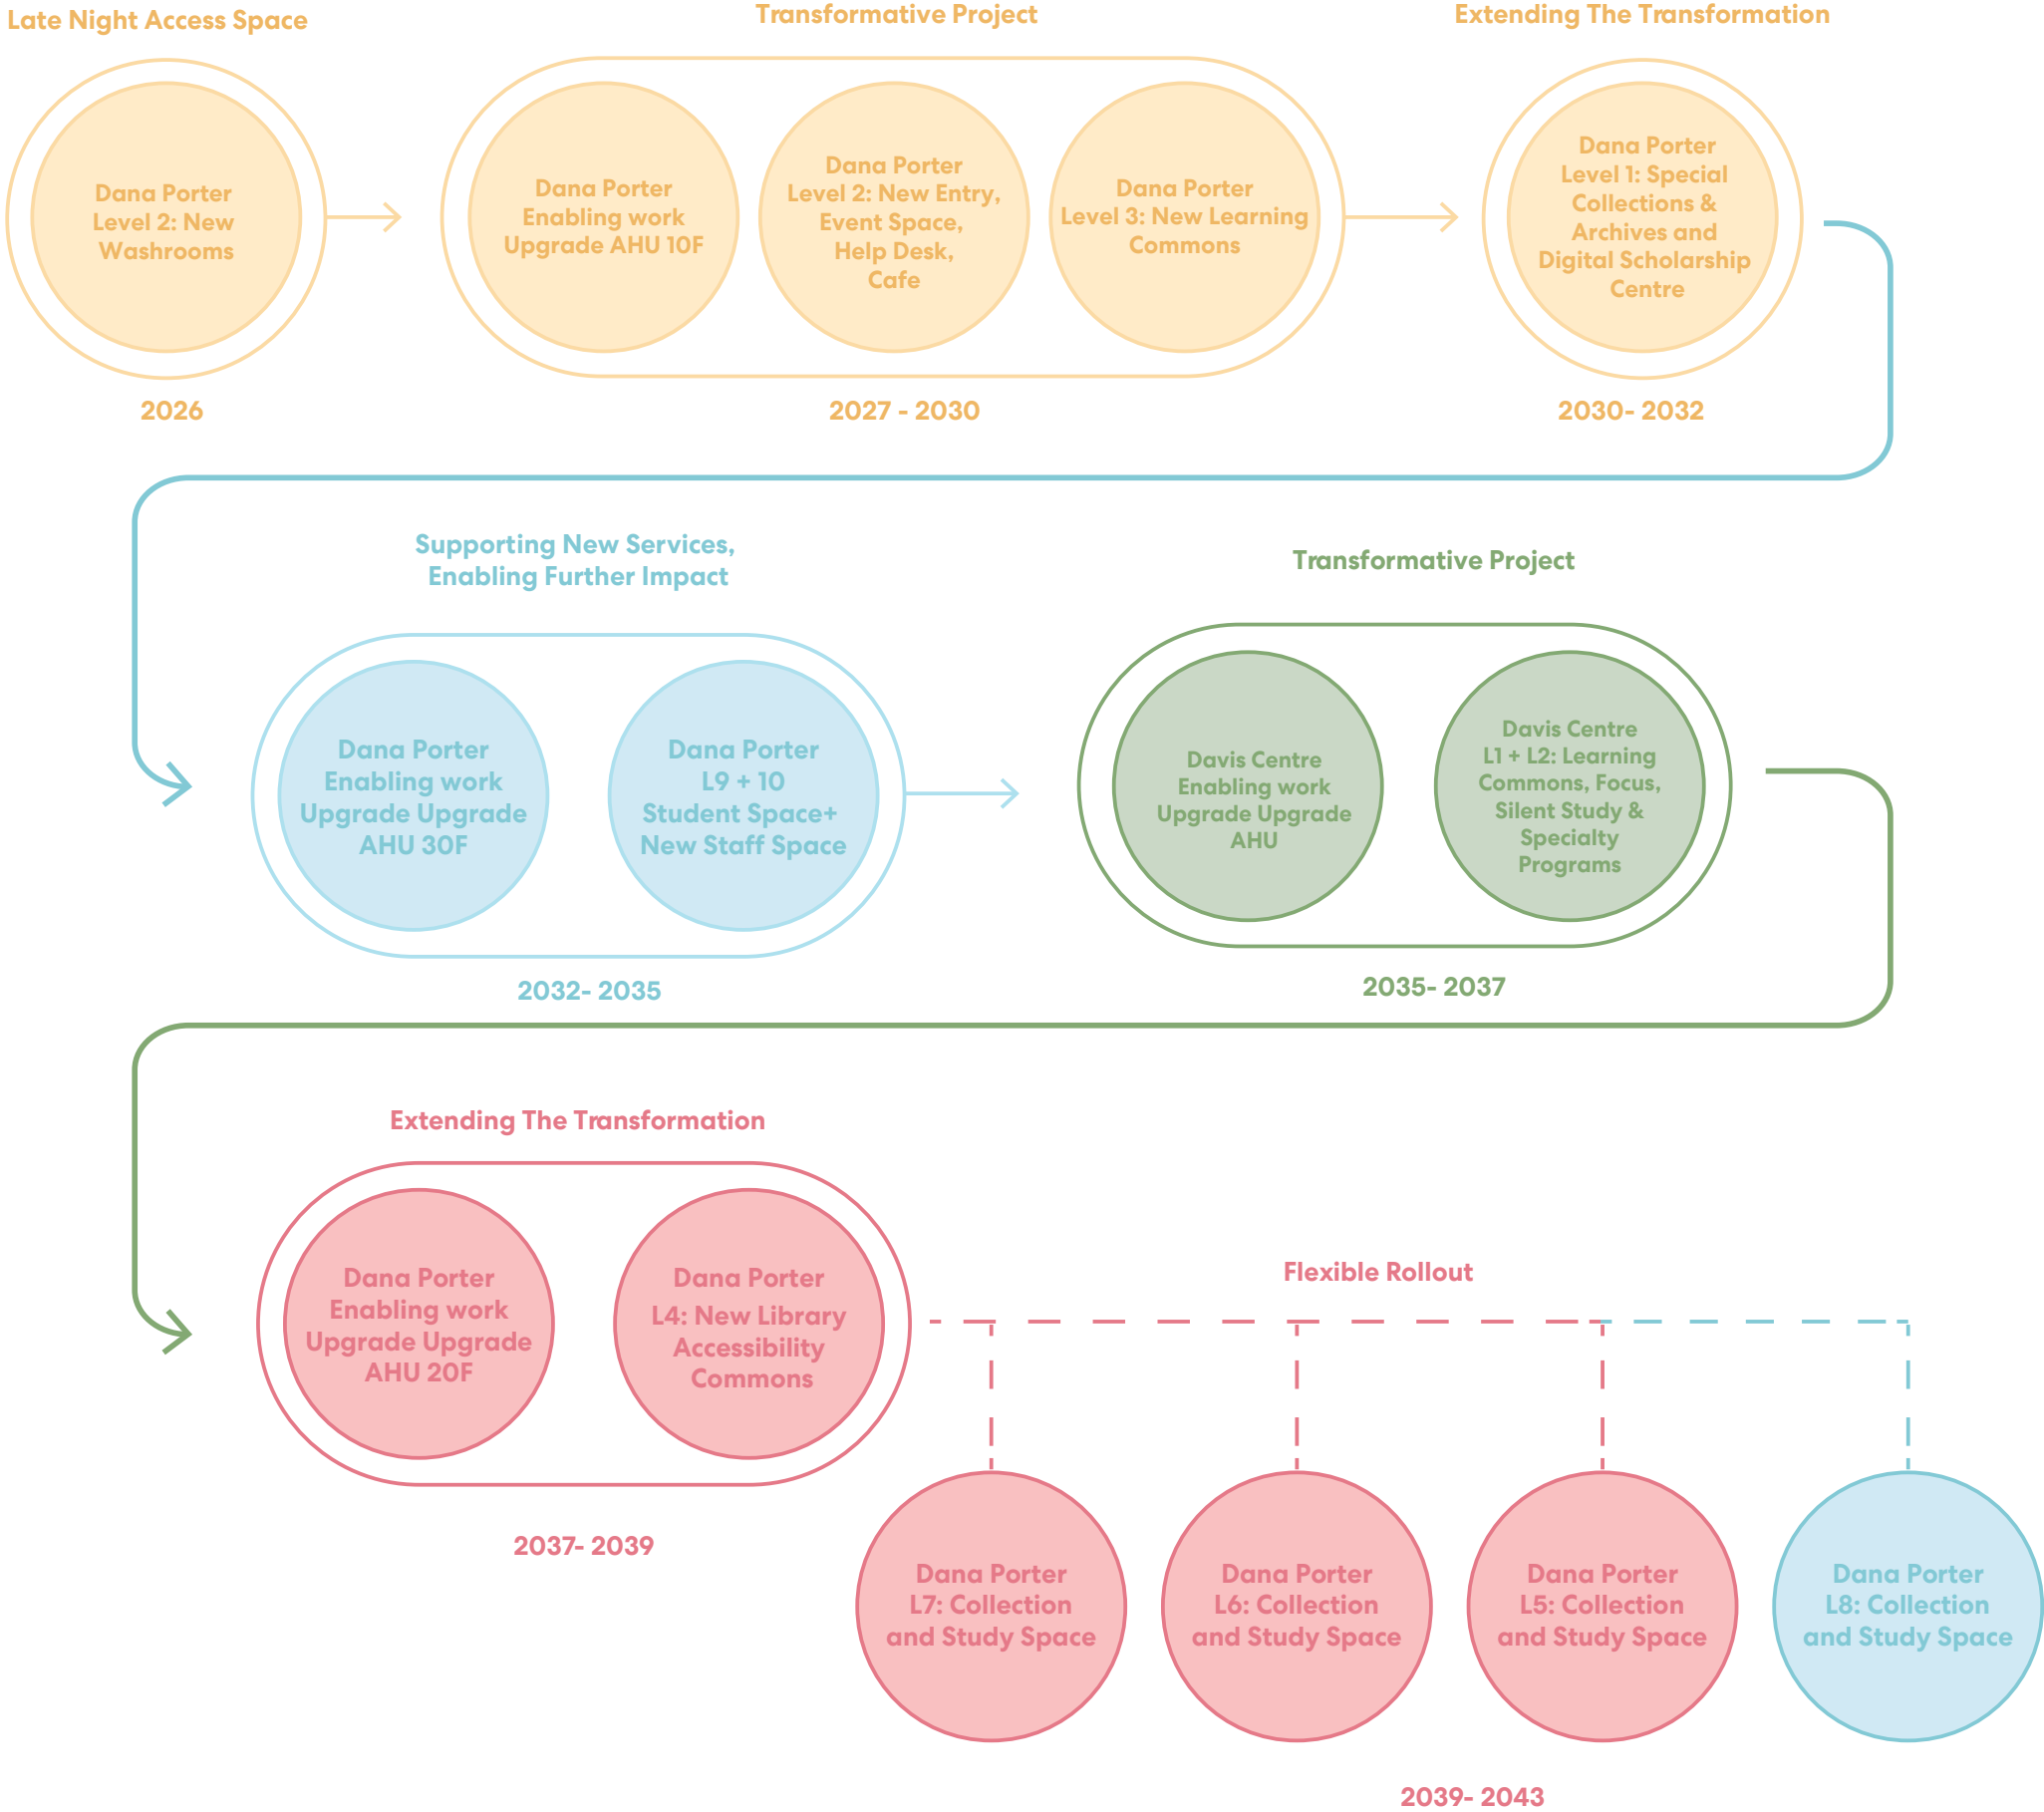 Late Night Access Space
Transformative Project
Extending The Transformation
Dana Porter
Level 2: New
Washrooms
Dana Porter
Enabling work
Upgrade AHU 10F
Dana Porter
Level 2: New Entry,
Event Space,
Help Desk,
Cafe
Dana Porter
Level 3: New Learning
Commons
Dana Porter
Level 1: Special
Collections &
Archives and
Digital Scholarship
Centre
2026
2027 - 2030
2030- 2032
Supporting New Services,
Enabling Further Impact
Transformative Project
Dana Porter
Enabling work
Upgrade Upgrade
AHU 30F
Dana Porter
L9 + 10
Student Space+
New Staff Space
Davis Centre
Enabling work
Upgrade Upgrade
AHU
Davis Centre
L1 + L2: Learning
Commons, Focus,
Silent Study &
Specialty
Programs
2032- 2035
2035- 2037
Extending The Transformation
Dana Porter
Enabling work
Upgrade Upgrade
AHU 20F
Dana Porter
L4: New Library
Accessibility
Commons
2037- 2039
Flexible Rollout
Dana Porter
L7: Collection
and Study Space
Dana Porter
L6: Collection
and Study Space
Dana Porter
L5: Collection
and Study Space
Dana Porter
L8: Collection
and Study Space
2039- 2043